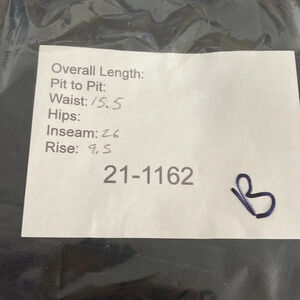 Overall Length:
Pit to Pit:
Waist: 15.5
Hips:
Inseam: 26
Rise: 9.5
21-1162
B